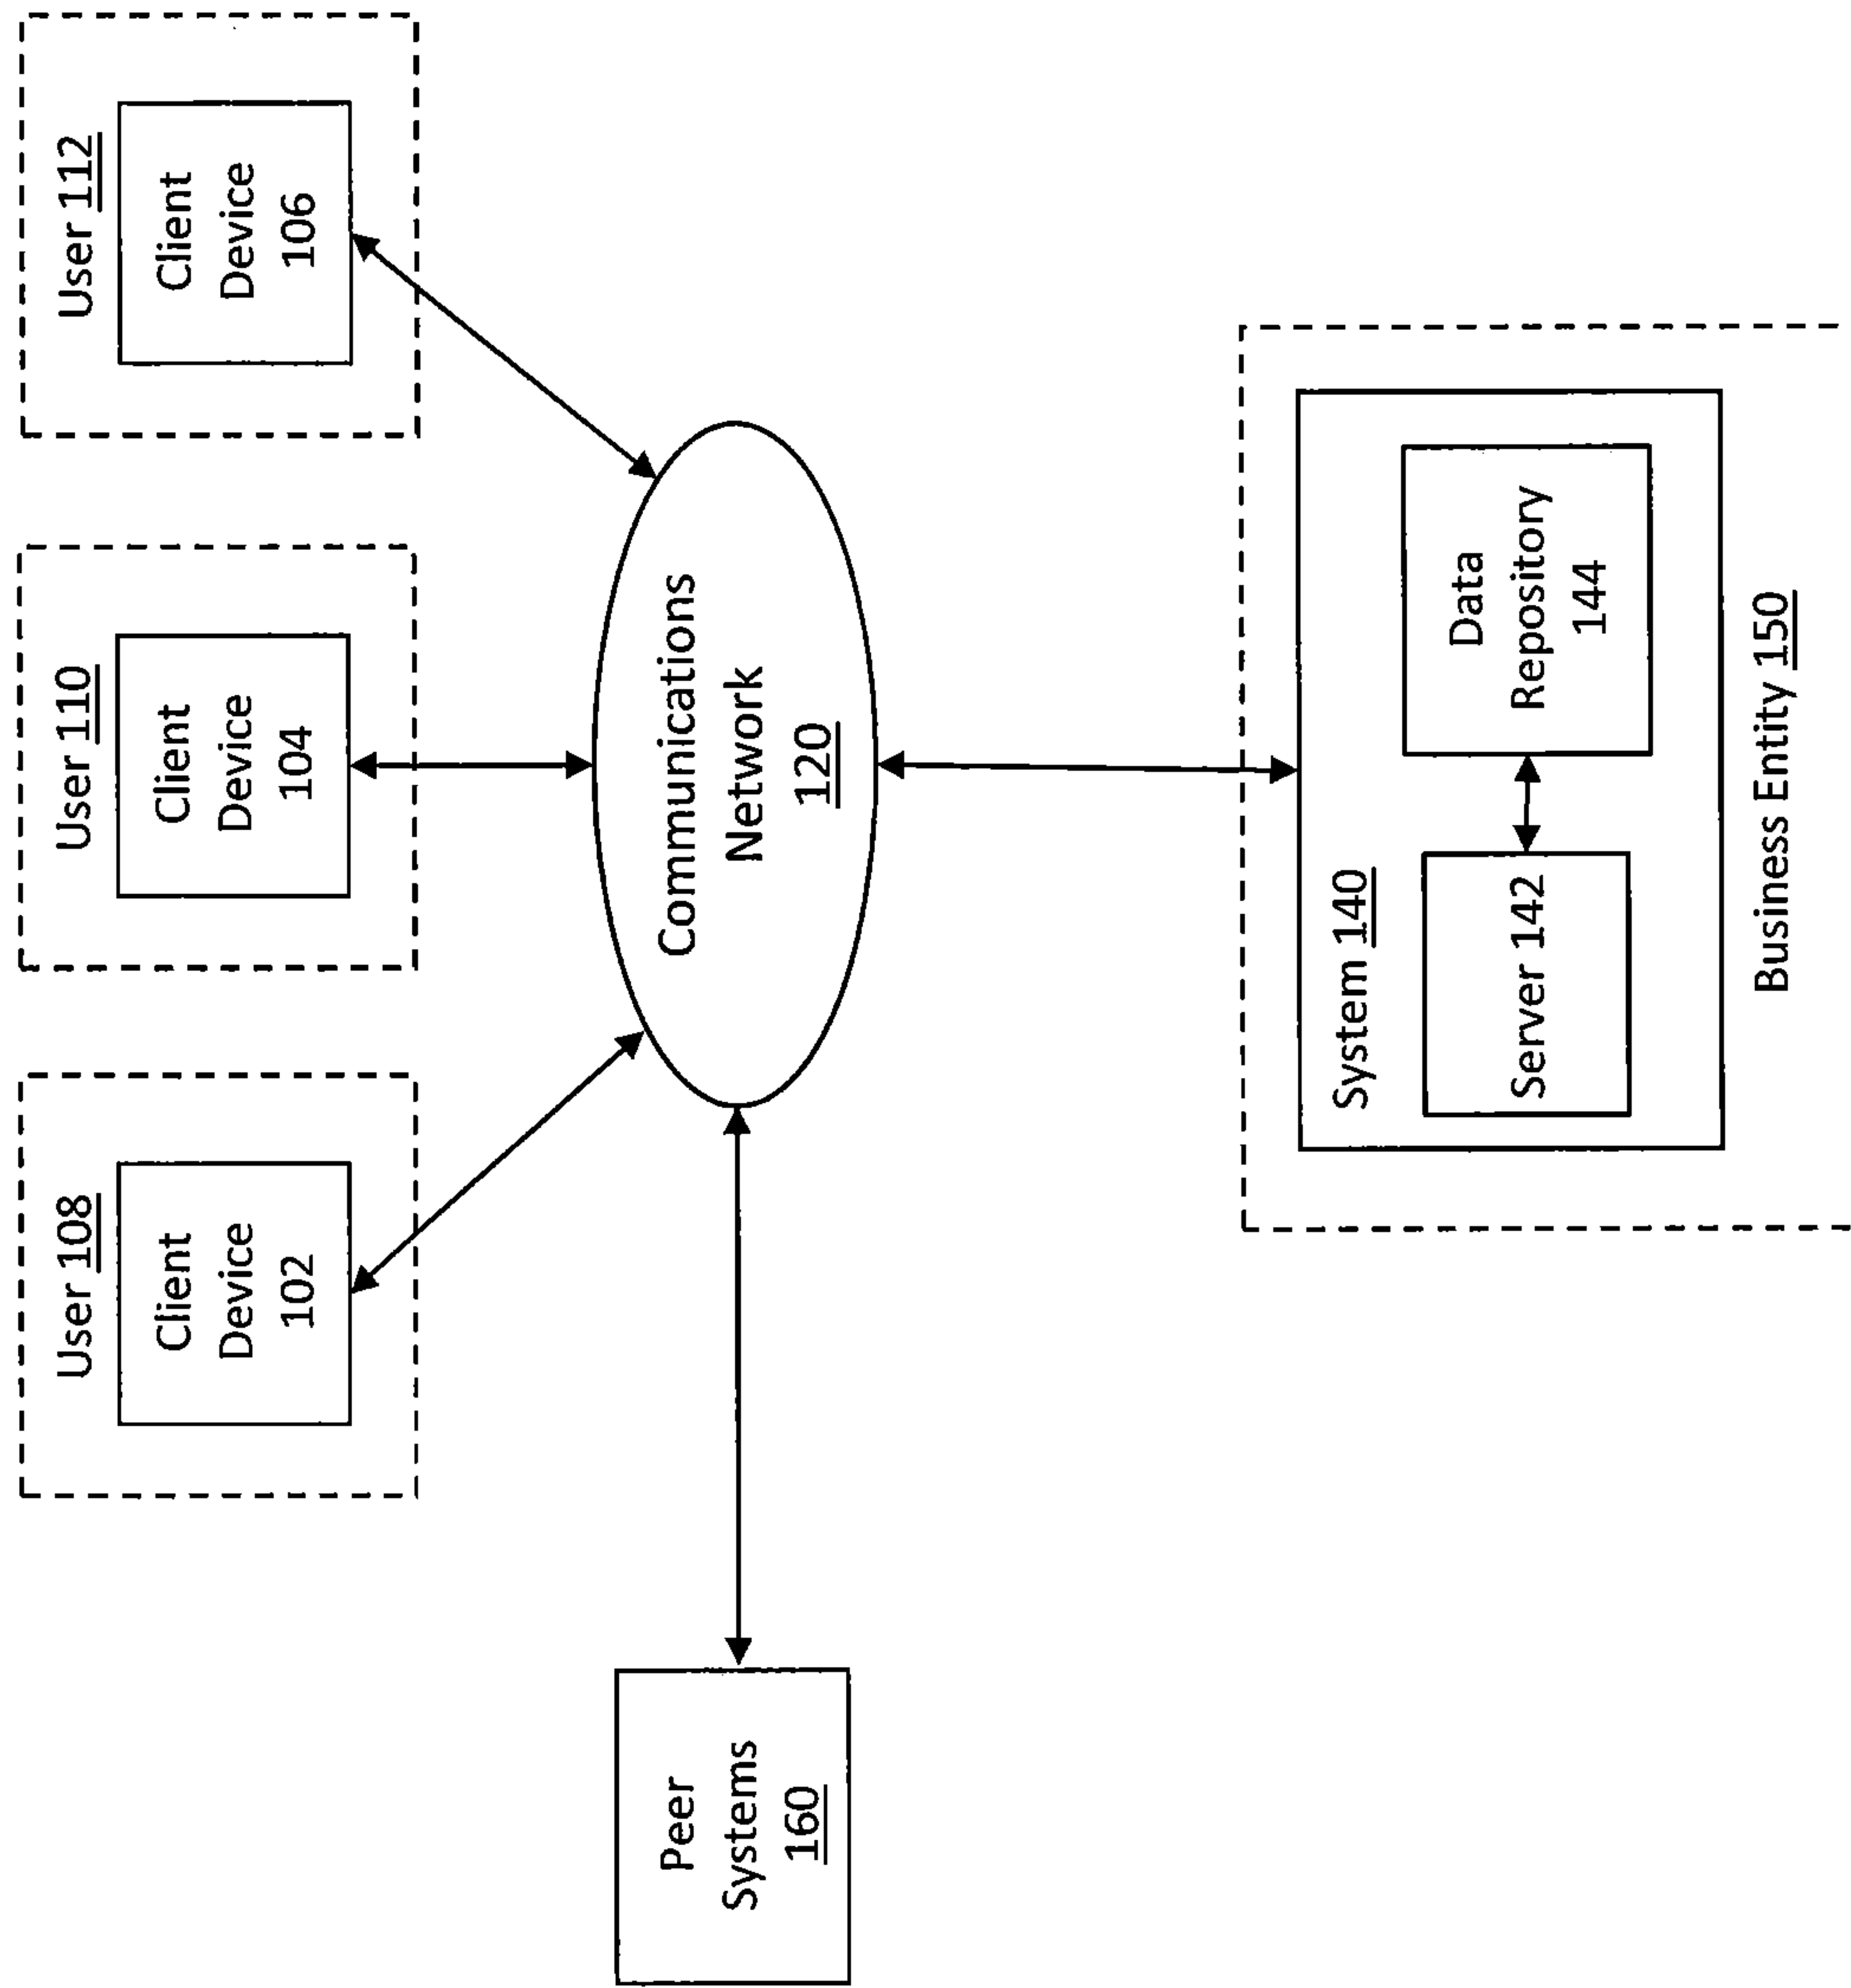 User 108
Client
Device
102
User 110
Client
Device
104
User 112
Client
Device
106
Peer
Systems
160
Communications
Network
120
System 140
Server 142
Data
Repository
144
Business Entity 150